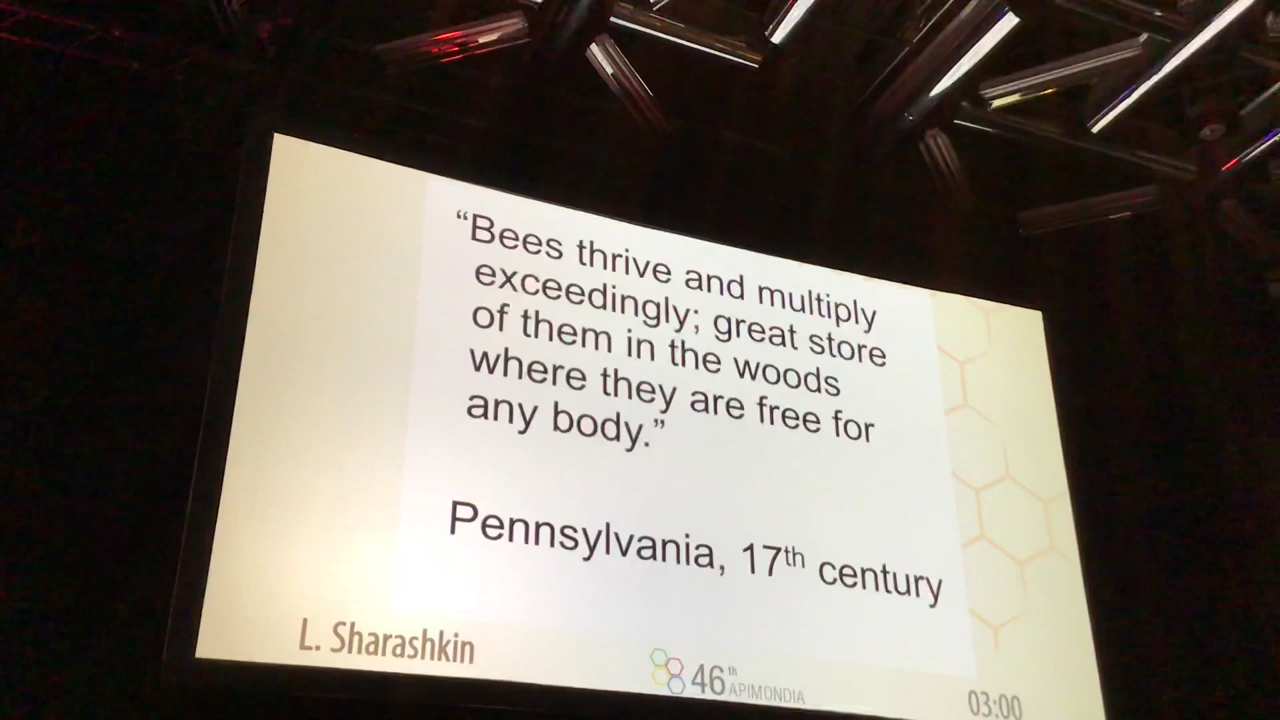 “Bees thrive and multiply
exceedingly; great store
of them in the woods
where they are free for
any body.”
Pennsylvania, 17th century
L. Sharashkin
46th APIMONDIA
03:00